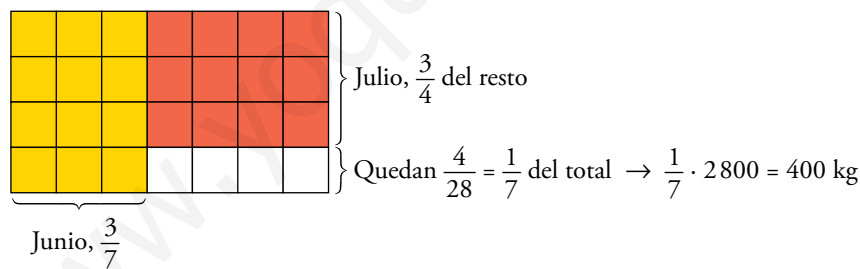 Julio, 3/4 del resto
Quedan 4/28 = 1/7 del total → 1/7 · 2 800 = 400 kg
Junio, 3/7